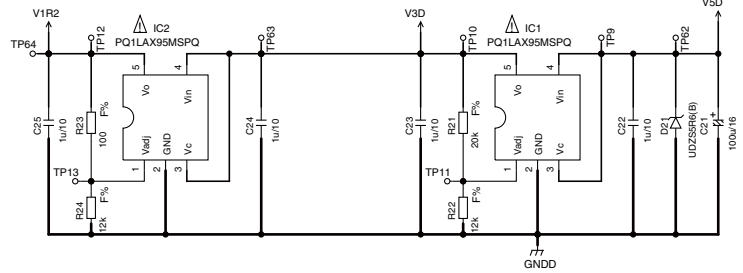 V1R2
TP64
TP12
IC2
PQ1LAX95MSPQ
TP63
V3D
TP10
IC1
PQ1LAX95MSPQ
TP9
TP62
V5D
C25
1u/10
R23
100
F%
5
4
Vo
Vin
Vadj
GND
Vc
1
2
3
TP13
R24
12k
F%
C24
1u/10
C23
1u/10
R21
20k
F%
5
4
Vo
Vin
Vadj
GND
Vc
1
2
3
TP11
R22
12k
F%
C22
1u/10
D21
UDZS5R6(B)
C21
+
100u/16
GNDD